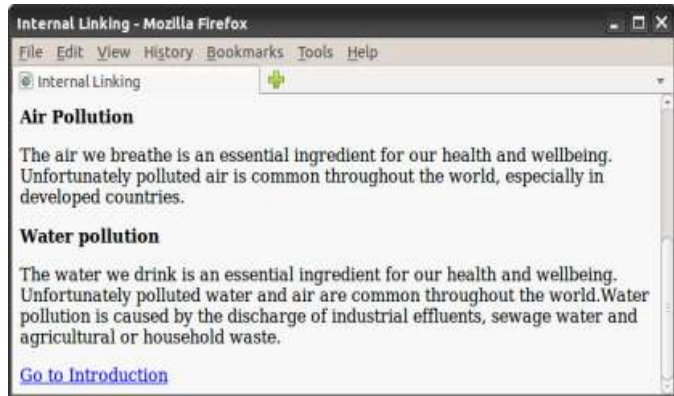 Internal Linking - Mozilla Firefox
File Edit View History Bookmarks Tools Help
Internal Linking
Air Pollution
The air we breathe is an essential ingredient for our health and wellbeing.
Unfortunately polluted air is common throughout the world, especially in
developed countries.
Water pollution
The water we drink is an essential ingredient for our health and wellbeing.
Unfortunately polluted water and air are common throughout the world.Water
pollution is caused by the discharge of industrial effluents, sewage water and
agricultural or household waste.
Go to Introduction